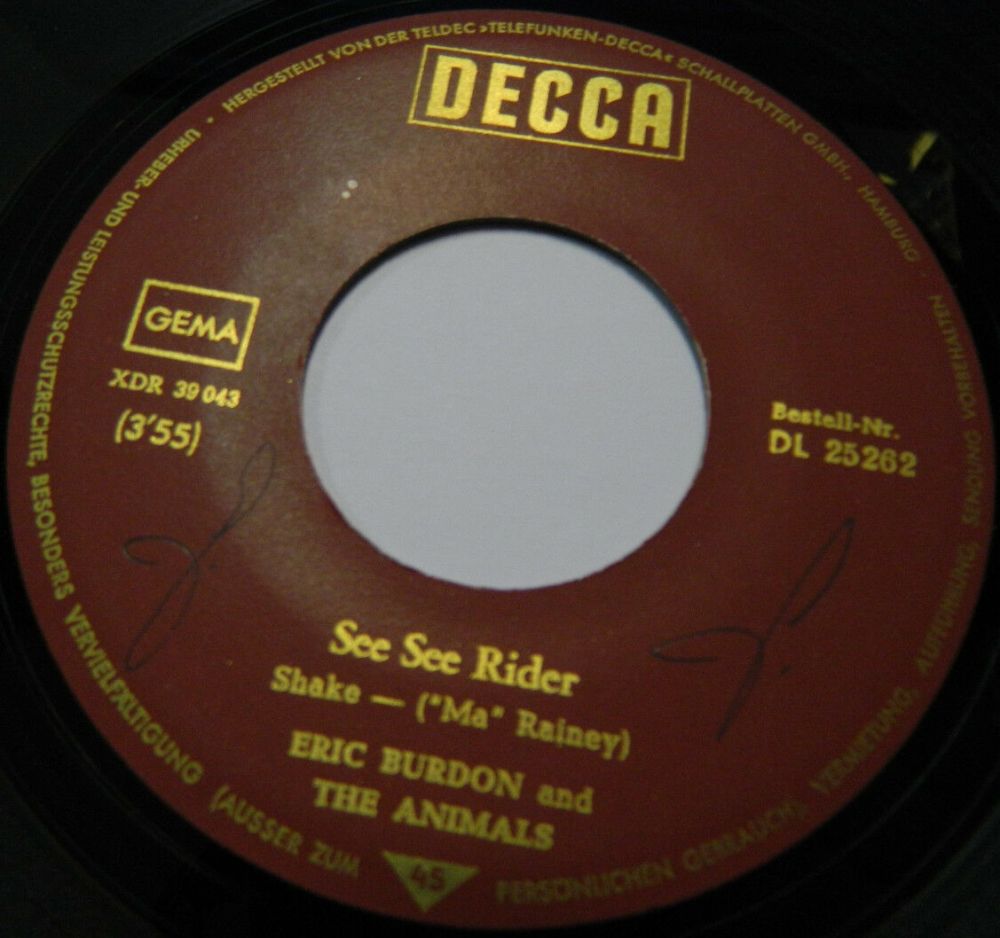 HERGESTELLT VON DER TELDEC »TELEFUNKEN-DECCA« SCHALLPLATTEN GMBH., HAMBURG ·
URHEBER- UND LEISTUNGSSCHUTZRECHTE, BESONDERS VERVIELFÄLTIGUNG (AUSSER ZUM PERSÖNLICHEN GEBRAUCH), VERMIETUNG, AUFFÜHRUNG, SENDUNG VORBEHALTEN
DECCA
GEMA
XDR 39 043
(3'55)
Bestell-Nr.
DL 25262
See See Rider
Shake — ("Ma" Rainey)
ERIC BURDON and
THE ANIMALS
45